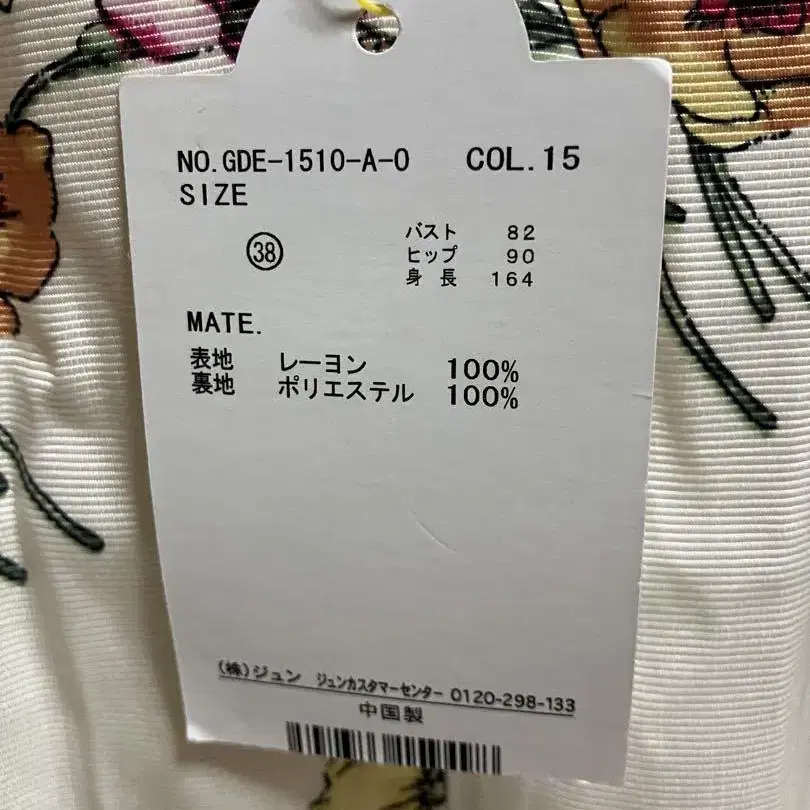 NO.GDE-1510-A-0 COL.15
SIZE
38
バスト 82
ヒップ 90
身長 164
MATE.
表地 レーヨン 100%
裏地 ポリエステル 100%
(株)ジュン ジュンカスタマーセンター 0120-298-133
中国製